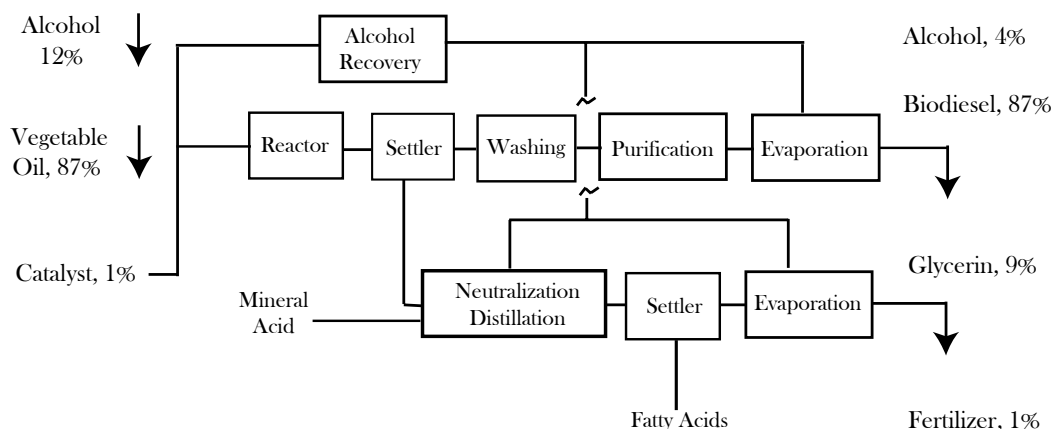 Alcohol
12%
Alcohol
Recovery
Alcohol, 4%
Biodiesel, 87%
Vegetable
Oil, 87%
Reactor
Settler
Washing
Purification
Evaporation
Catalyst, 1%
Glycerin, 9%
Mineral
Acid
Neutralization
Distillation
Settler
Evaporation
Fatty Acids
Fertilizer, 1%